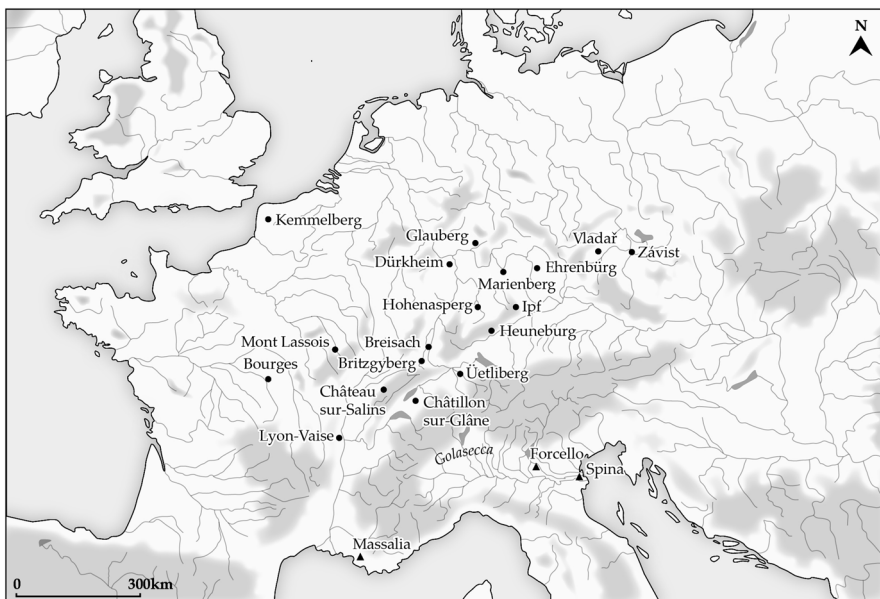 N
Kemmelberg
Glauberg
Vladař
Závist
Dürkheim
Ehrenbürg
Marienberg
Hohenasperg
Ipf
Heuneburg
Mont Lassois
Breisach
Bourges
Britzgyberg
Üetliberg
Château
sur-Salins
Châtillon
sur-Glâne
Lyon-Vaise
Golasecca
Forcello
Spina
Massalia
0 300km